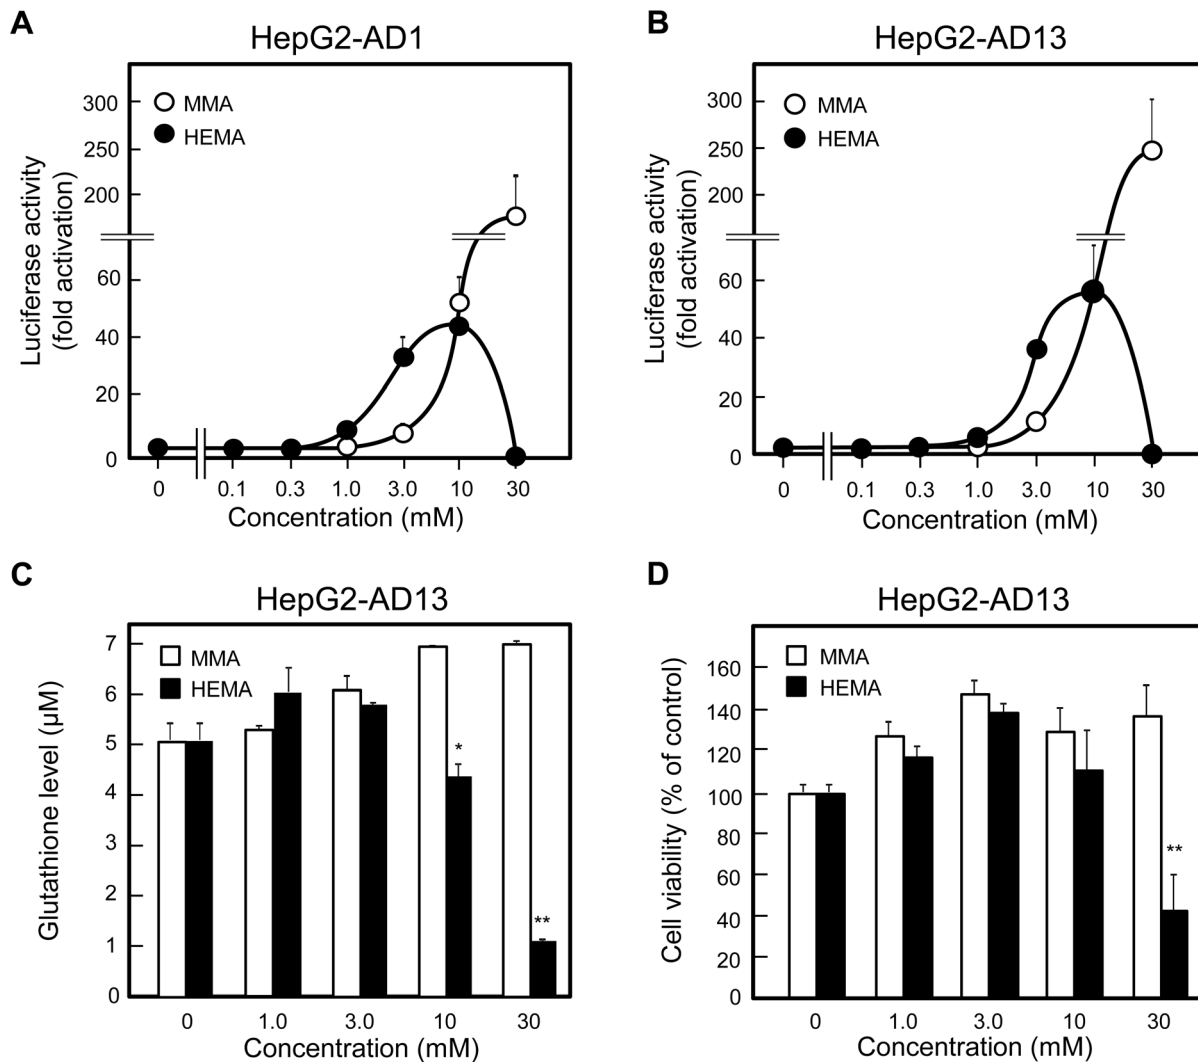 A
HepG2-AD1
Luciferase activity
(fold activation)
300
250
200
60
40
20
0
MMA
HEMA
0 0.1 0.3 1.0 3.0 10 30
Concentration (mM)
B
HepG2-AD13
Luciferase activity
(fold activation)
300
250
200
60
40
20
0
MMA
HEMA
0 0.1 0.3 1.0 3.0 10 30
Concentration (mM)
C
HepG2-AD13
Glutathione level (μM)
7
6
5
4
3
2
1
0
MMA
HEMA
*
**
0 1.0 3.0 10 30
Concentration (mM)
D
HepG2-AD13
Cell viability (% of control)
160
140
120
100
80
60
40
20
0
MMA
HEMA
**
0 1.0 3.0 10 30
Concentration (mM)